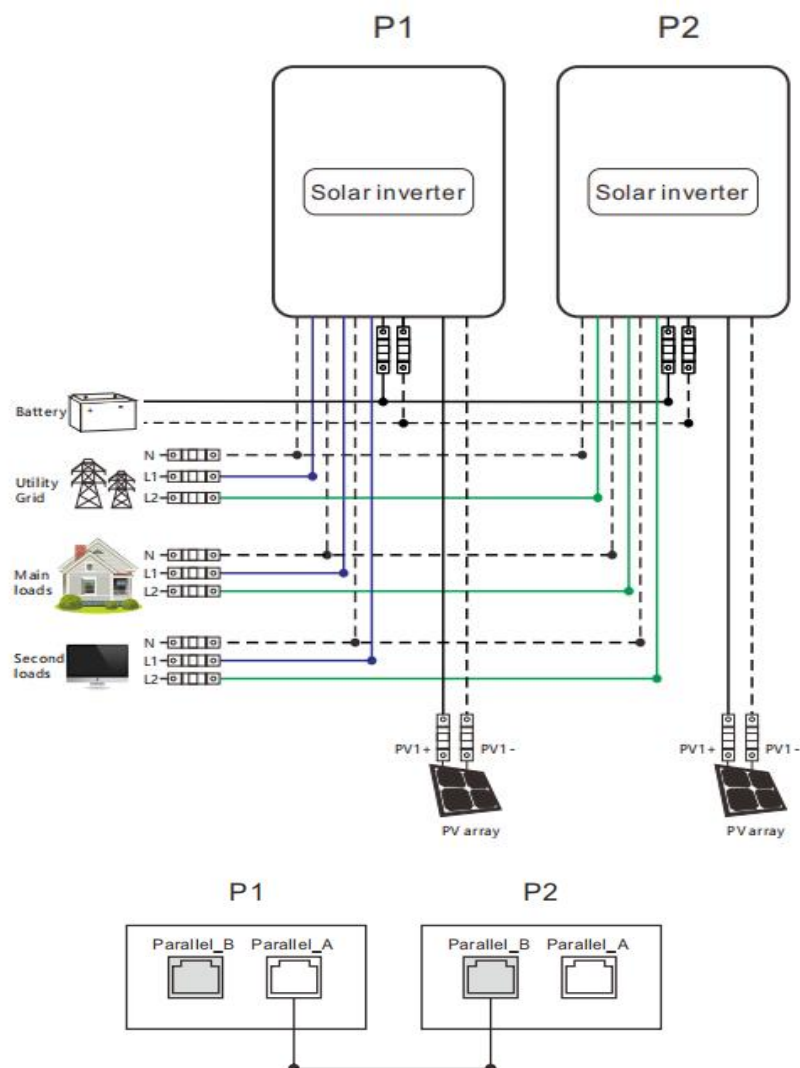 P1 P2
Solar inverter Solar inverter
Battery
Utility
Grid
N
L1
L2
Main
loads
N
L1
L2
Second
loads
N
L1
L2
PV1+ PV1- PV1+ PV1-
PV array PV array
P1 P2
Parallel_B Parallel_A Parallel_B Parallel_A